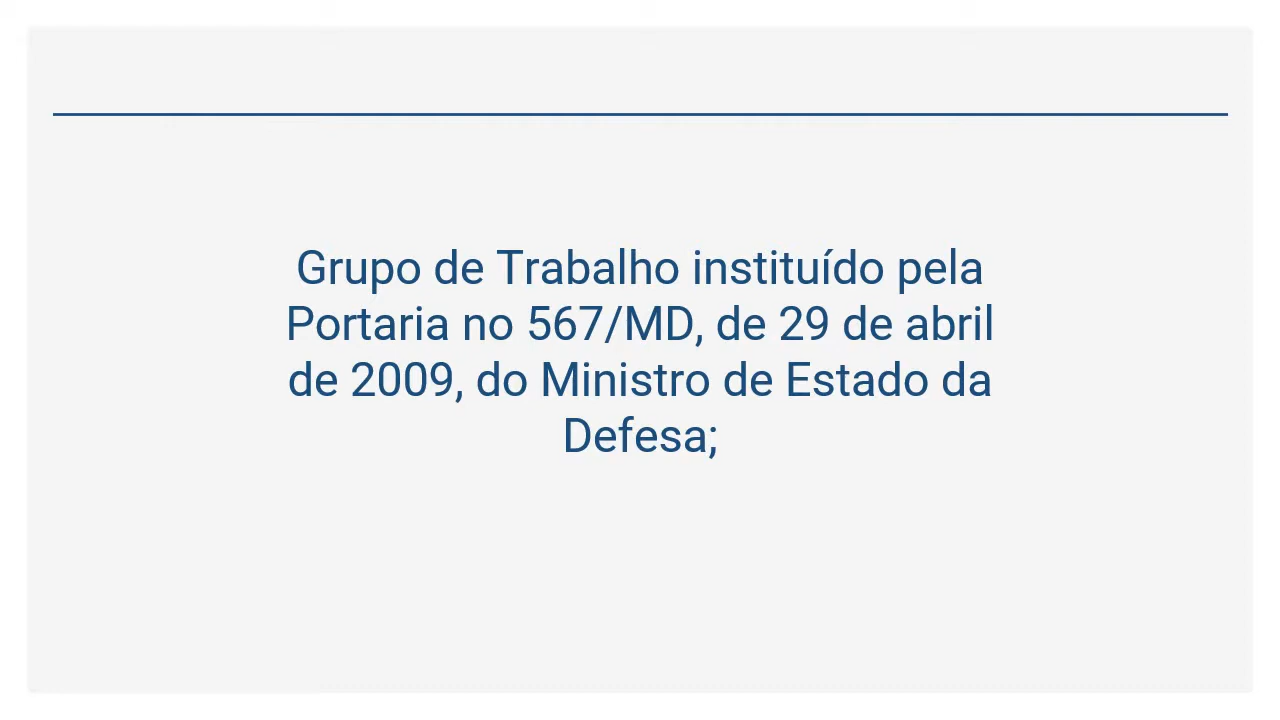 Grupo de Trabalho instituído pela
Portaria no 567/MD, de 29 de abril
de 2009, do Ministro de Estado da
Defesa;